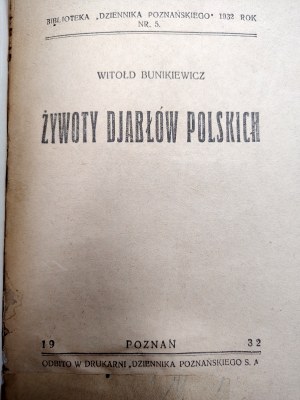 BIBLJOTEKA „DZIENNIKA POZNAŃSKIEGO" 1932 ROK
NR. 5.
WITOLD BUNIKIEWICZ
ŻYWOTY DJABŁÓW POLSKICH
19 POZNAŃ 32
ODBITO W DRUKARNI „DZIENNIKA POZNAŃSKIEGO S. A